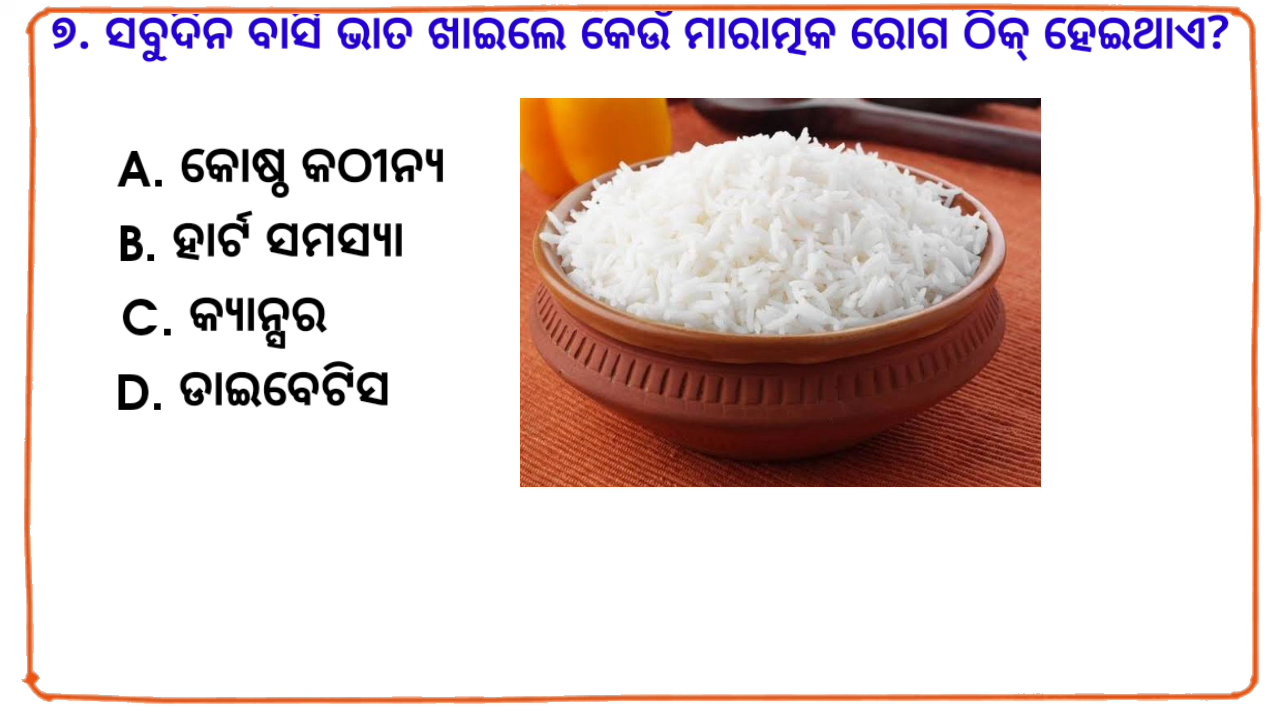 ୭. ସବୁଦିନ ବାସି ଭାତ ଖାଇଲେ କେଉଁ ମାରାତ୍ମକ ରୋଗ ଠିକ୍ ହେଇଥାଏ?
A. କୋଷ୍ଠ କଠୀନ୍ୟ
B. ହାର୍ଟ ସମସ୍ୟା
C. କ୍ୟାନ୍ସର
D. ଡାଇବେଟିସ